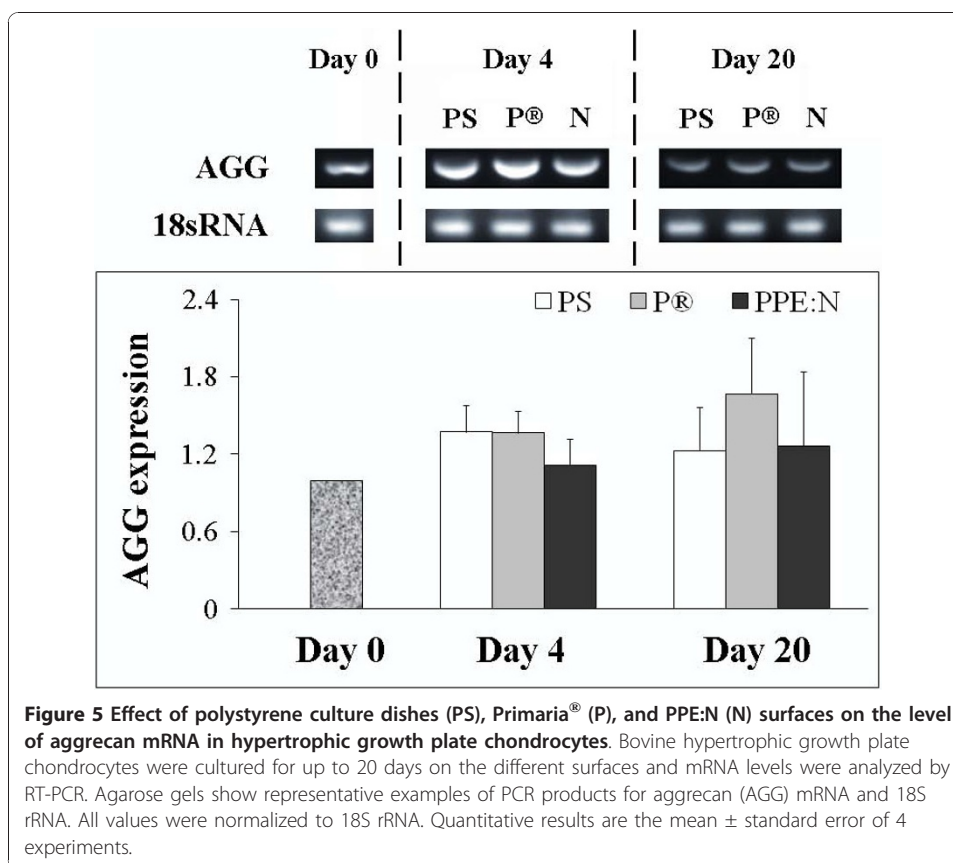 Day 0 Day 4 Day 20
PS P® N PS P® N
AGG
18sRNA
2.4
1.8
1.2
0.6
0
AGG expression
PS P® PPE:N
Day 0 Day 4 Day 20
Figure 5 Effect of polystyrene culture dishes (PS), Primaria® (P), and PPE:N (N) surfaces on the level
of aggrecan mRNA in hypertrophic growth plate chondrocytes. Bovine hypertrophic growth plate
chondrocytes were cultured for up to 20 days on the different surfaces and mRNA levels were analyzed by
RT-PCR. Agarose gels show representative examples of PCR products for aggrecan (AGG) mRNA and 18S
rRNA. All values were normalized to 18S rRNA. Quantitative results are the mean ± standard error of 4
experiments.